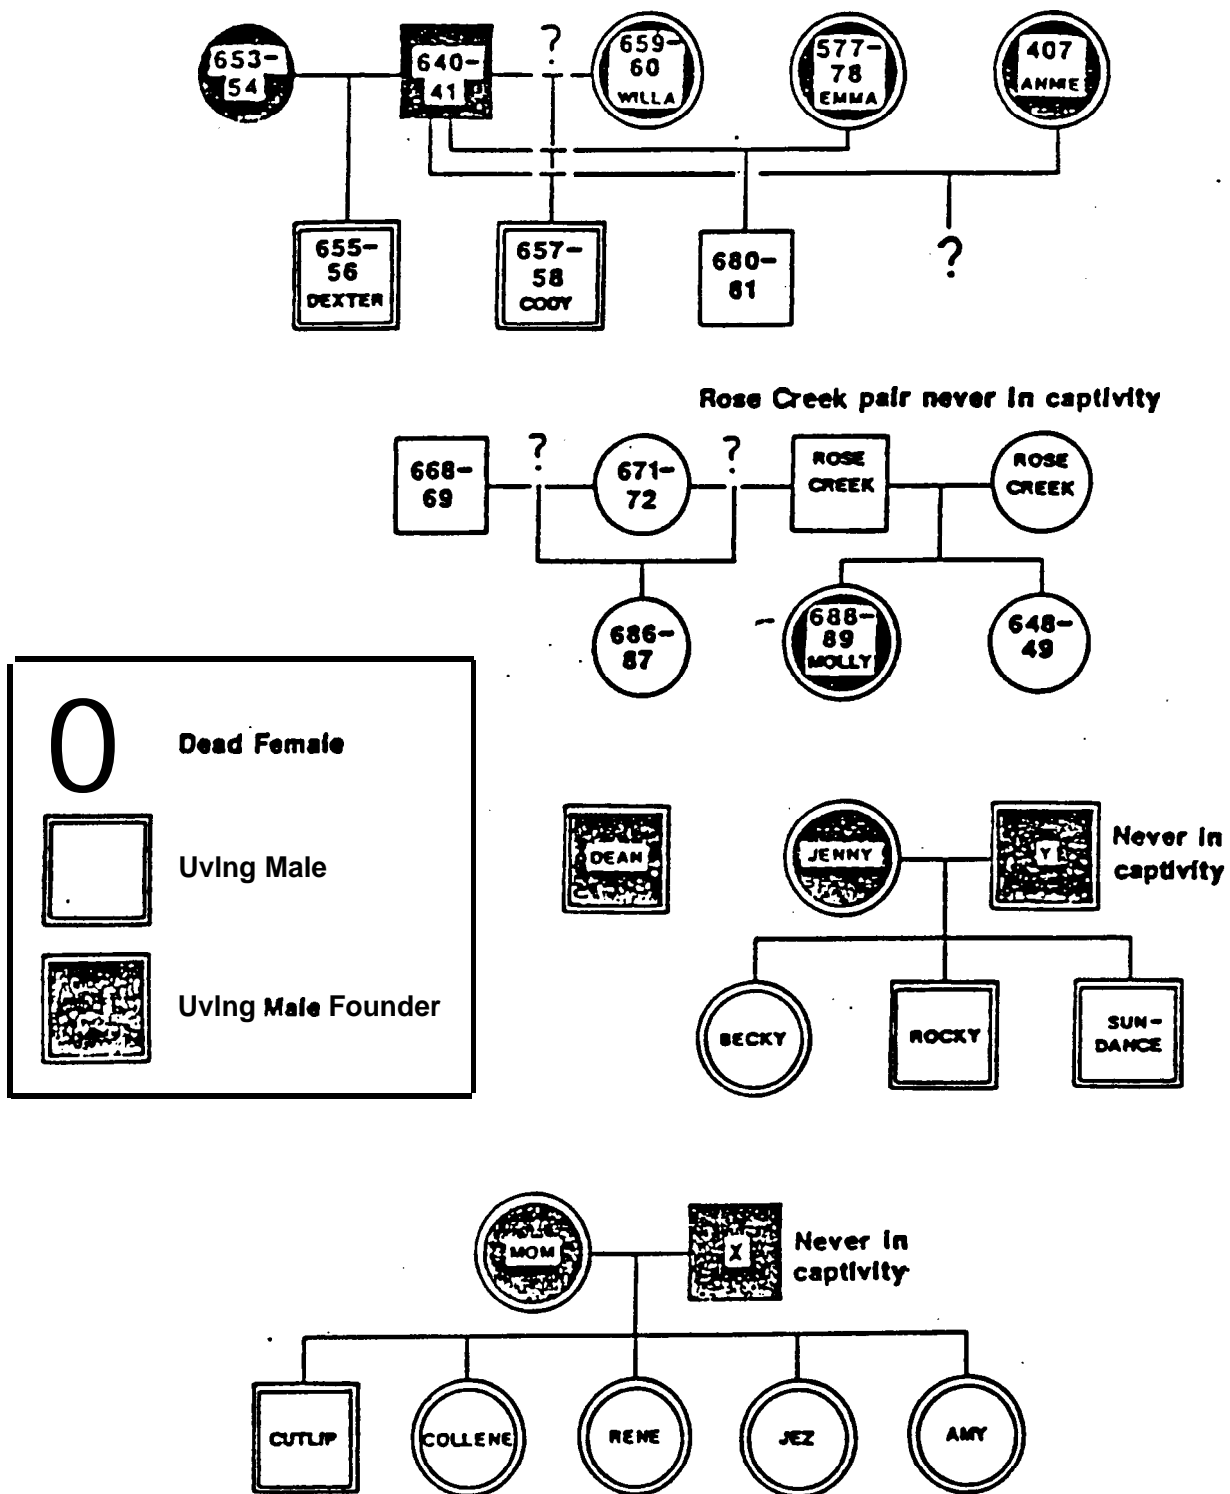 653-
54
640-
41
?
659-
60
WILLA
577-
78
EMMA
407
ANNIE
655-
56
DEXTER
657-
58
CODY
680-
81
?
Rose Creek pair never in captivity
668-
69
?
671-
72
?
ROSE
CREEK
ROSE
CREEK
686-
87
688-
89
MOLLY
648-
49
O
Dead Female
UvIng Male
UvIng Male Founder
DEAN
JENNY
Y
Never in
captivity
BECKY
ROCKY
SUN-
DANCE
MOM
X
Never in
captivity
CUTLIP
COLLENE
RENE
JEZ
AMY